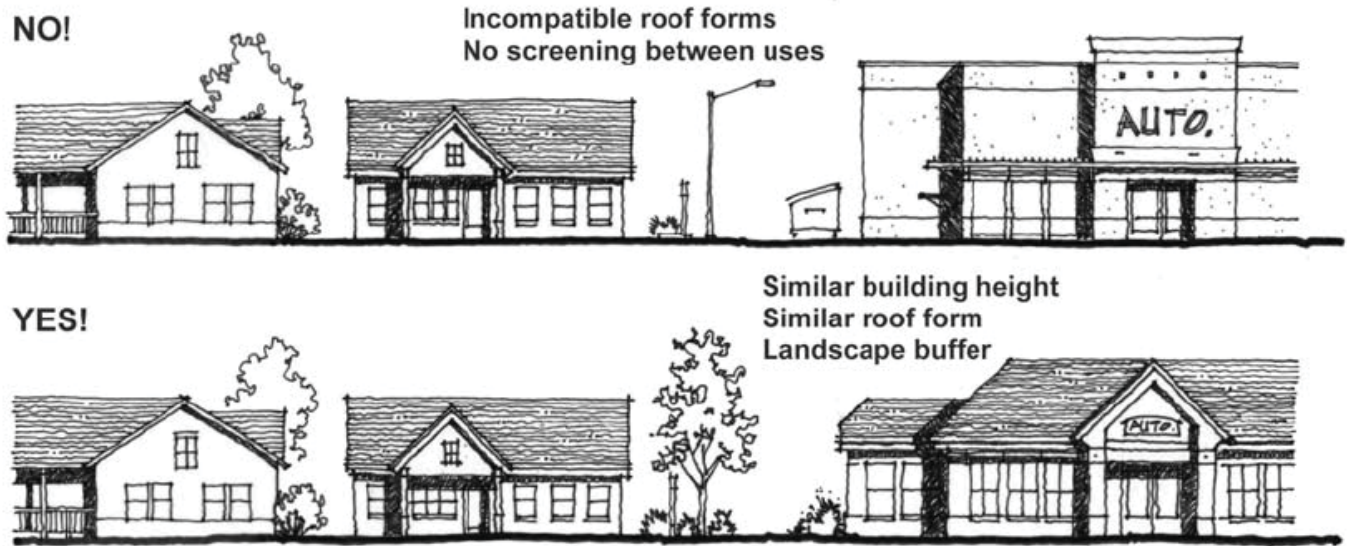 NO!
Incompatible roof forms
No screening between uses
AUTO.
YES!
Similar building height
Similar roof form
Landscape buffer
AUTO.